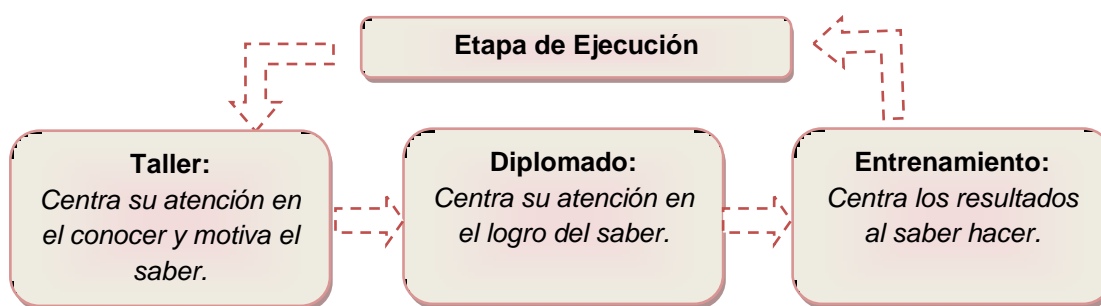 Etapa de Ejecución
Taller:
Centra su atención en
el conocer y motiva el
saber.
Diplomado:
Centra su atención en
el logro del saber.
Entrenamiento:
Centra los resultados
al saber hacer.